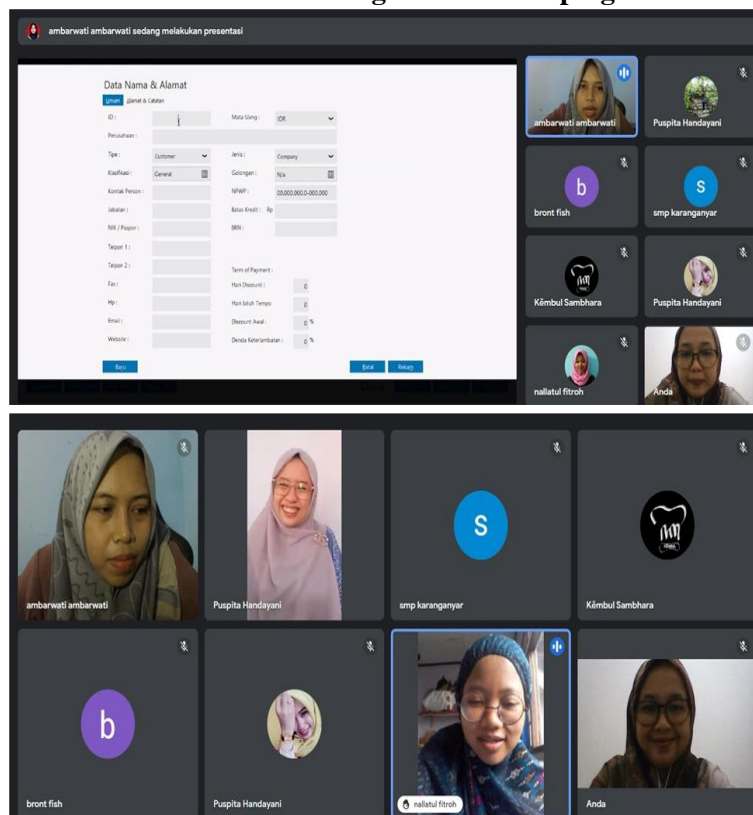 ambarwati ambarwati sedang melakukan presentasi
Data Nama & Alamat
Umum Alamat & Catatan
ID : Mata Uang : IDR
Perusahaan :
Tipe : Customer Jenis : Company
Klasifikasi : General Golongan : N/a
Kontak Person : NPWP : 00.000.000.0-000.000
Jabatan : Batas Kredit : Rp
NIK / Paspor : BRN :
Telpon 1 :
Telpon 2 : Term of Payment :
Fax : Hari Discount : 0
Hp : Hari Jatuh Tempo 0
Email : Discount Awal : 0 %
Website : Denda Keterlambatan : 0 %
Baru Batal Rekam
ambarwati ambarwati
Puspita Handayani
b
bront fish
s
smp karanganyar
Kêmbul Sambhara
Puspita Handayani
nallatul fitroh
Anda
ambarwati ambarwati
Puspita Handayani
S
smp karanganyar
Kêmbul Sambhara
b
bront fish
Puspita Handayani
nallatul fitroh
Anda